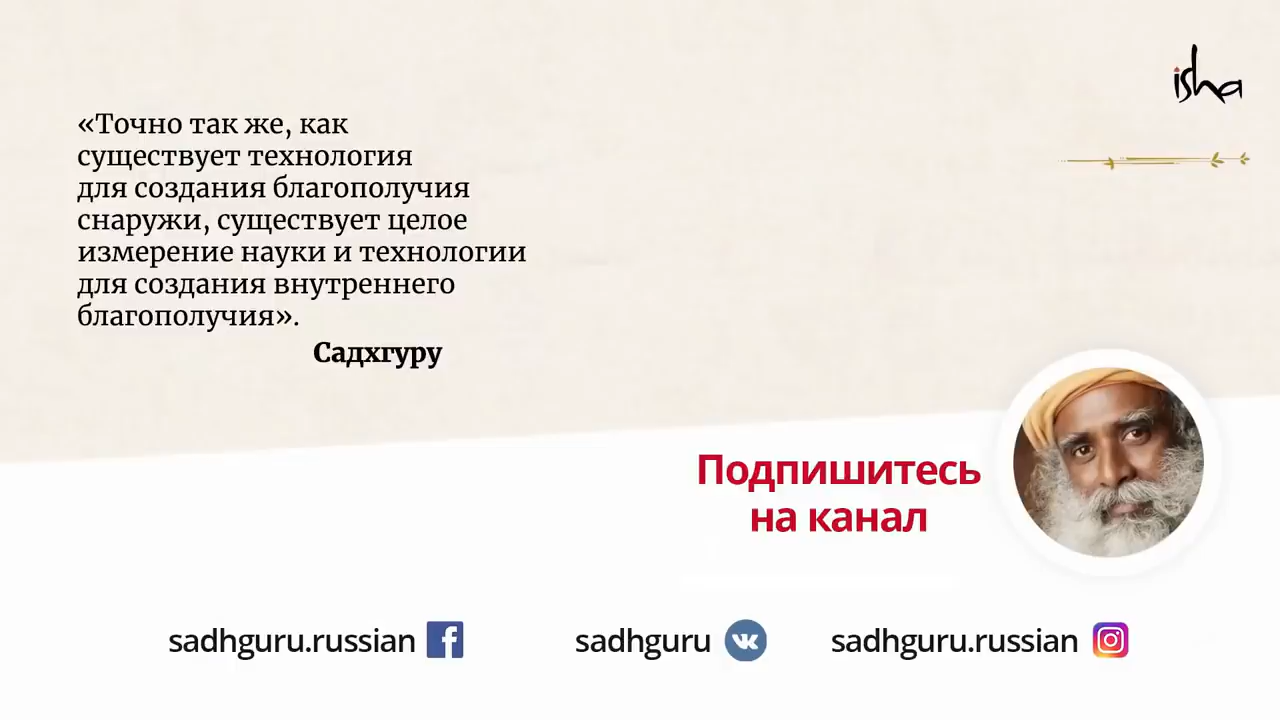 isha
«Точно так же, как
существует технология
для создания благополучия
снаружи, существует целое
измерение науки и технологии
для создания внутреннего
благополучия».
Садхгуру
Подпишитесь
на канал
sadhguru.russian
sadhguru
sadhguru.russian